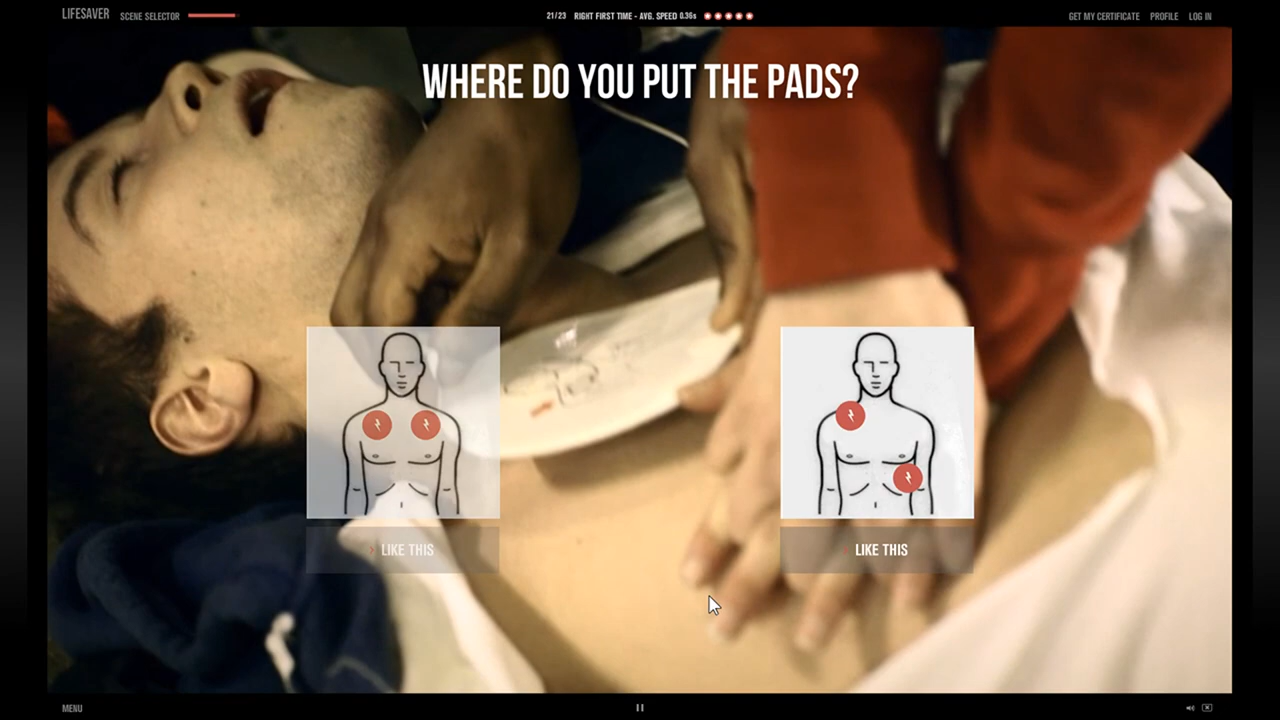 LIFESAVER SCENE SELECTOR 21/23 RIGHT FIRST TIME - AVG. SPEED 0.36s GET MY CERTIFICATE PROFILE LOG IN
WHERE DO YOU PUT THE PADS?
LIKE THIS LIKE THIS
MENU